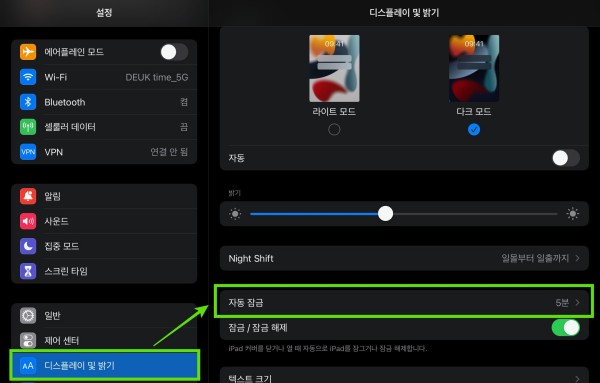 설정
에어플레인 모드
Wi-Fi DEUK time_5G
Bluetooth 켬
셀룰러 데이터 끔
VPN VPN 연결 안 됨
알림
사운드
집중 모드
스크린 타임
일반
제어 센터
AA 디스플레이 및 밝기
디스플레이 및 밝기
09:41 09:41
라이트 모드 다크 모드
자동
밝기
Night Shift 일몰부터 일출까지
자동 잠금 5분
잠금 / 잠금 해제
iPad 커버를 닫거나 열 때 자동으로 iPad를 잠그거나 잠금 해제합니다.
텍스트 크기